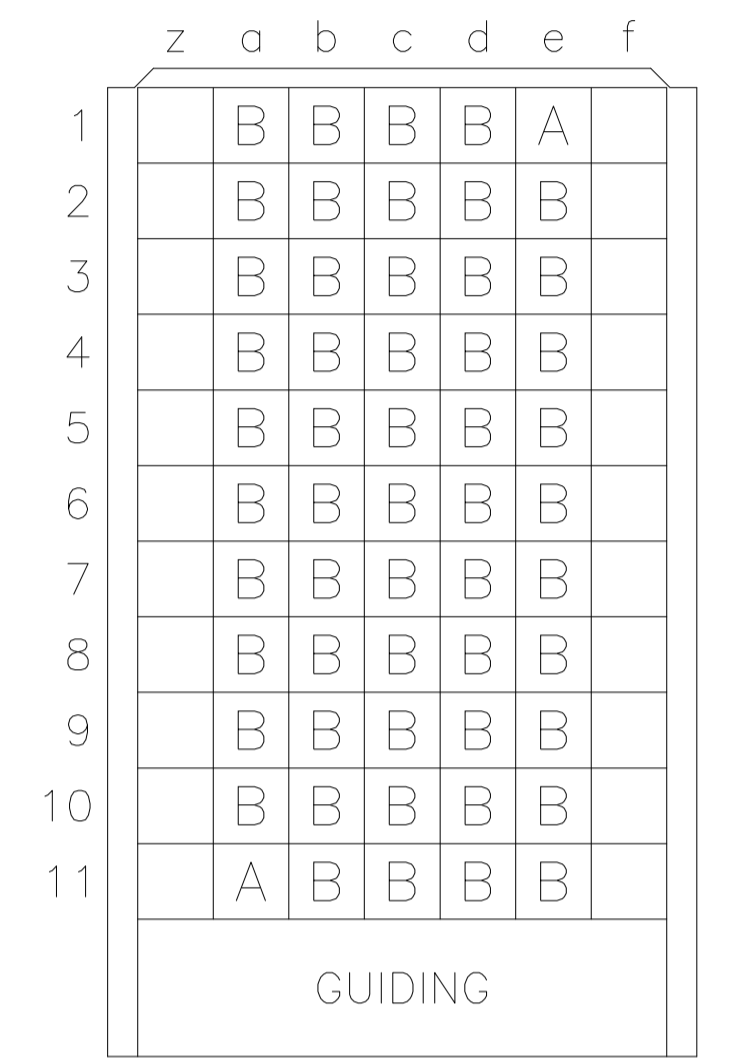 z a b c d e f
1 B B B B A
2 B B B B B
3 B B B B B
4 B B B B B
5 B B B B B
6 B B B B B
7 B B B B B
8 B B B B B
9 B B B B B
10 B B B B B
11 A B B B B
GUIDING